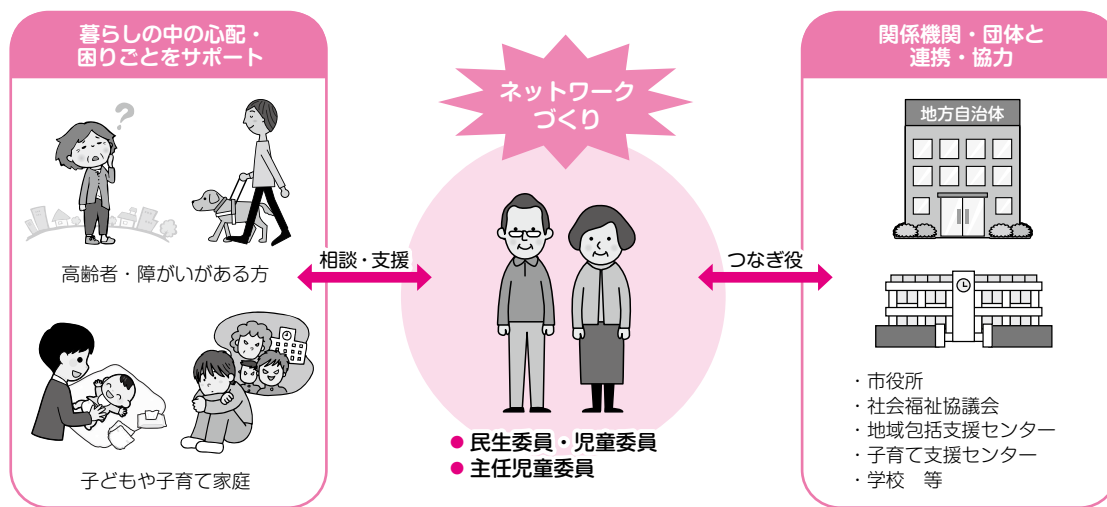 暮らしの中の心配・
困りごとをサポート
?
高齢者・障がいがある方
子どもや子育て家庭
相談・支援
ネットワーク
づくり
● 民生委員・児童委員
● 主任児童委員
つなぎ役
関係機関・団体と
連携・協力
地方自治体
・市役所
・社会福祉協議会
・地域包括支援センター
・子育て支援センター
・学校　等